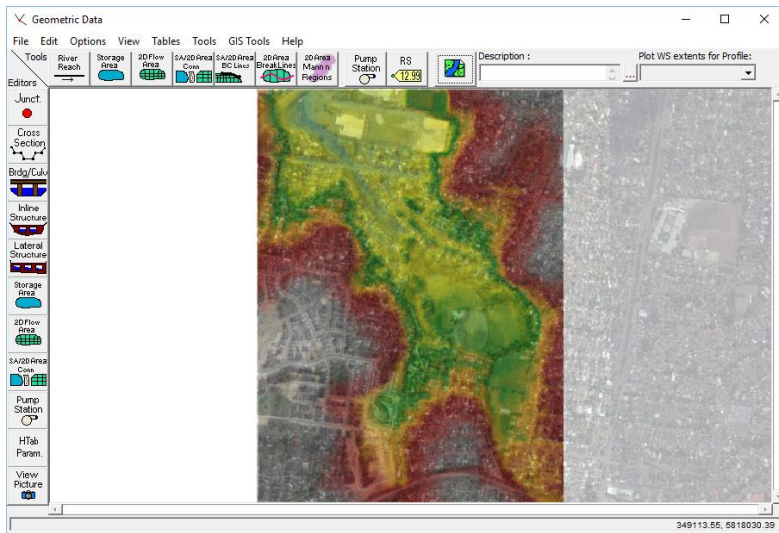 Geometric Data
File Edit Options View Tables Tools GIS Tools Help
Tools
Editors
River
Reach
Storage
Area
2D Flow
Area
SA/2D Area
Conn
SA/2D Area
BC Lines
2D Area
BreakLines
2D Area
Mann n
Regions
Pump
Station
RS
12.99
Description :
...
Plot WS extents for Profile:
Junct.
Cross
Section
Brdg/Culv
Inline
Structure
Lateral
Structure
Storage
Area
2D Flow
Area
SA/2D Area
Conn
Pump
Station
HTab
Param.
View
Picture
349113.55, 5818030.39